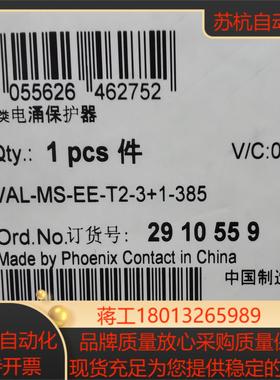 苏杭自动
055626 462752
类电涌保护器
Qty.: 1 pcs 件
V/C:0
VAL-MS-EE-T2-3+1-385
Ord.No.订货号: 29 10 55 9
Made by Phoenix Contact in China
中国制造
蒋工18013265989
自动化
品牌质量放心采购质量保
开票
现货充足为您提供可靠稳定